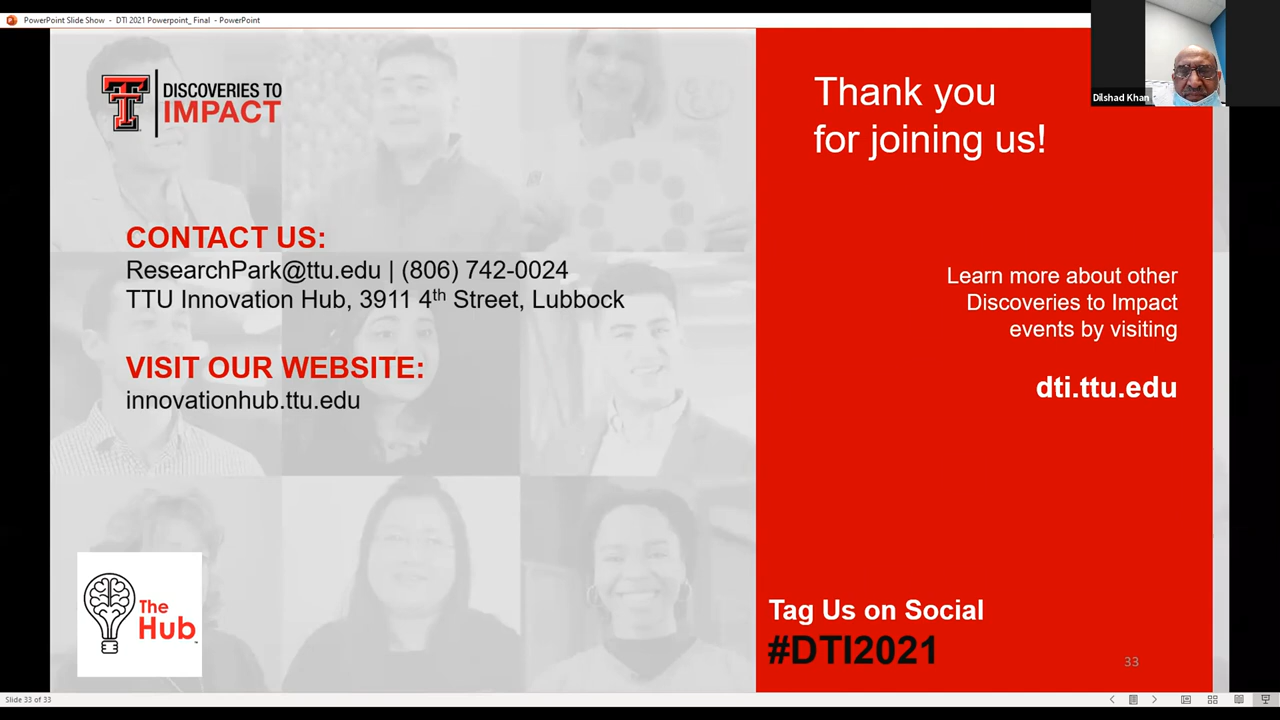 PowerPoint Slide Show - DTI 2021 Powerpoint_ Final - PowerPoint
DISCOVERIES TO
IMPACT
CONTACT US:
ResearchPark@ttu.edu | (806) 742-0024
TTU Innovation Hub, 3911 4th Street, Lubbock
VISIT OUR WEBSITE:
innovationhub.ttu.edu
The
Hub
Thank you
for joining us!
Dilshad Khan
Learn more about other
Discoveries to Impact
events by visiting
dti.ttu.edu
Tag Us on Social
#DTI2021
33
Slide 33 of 33